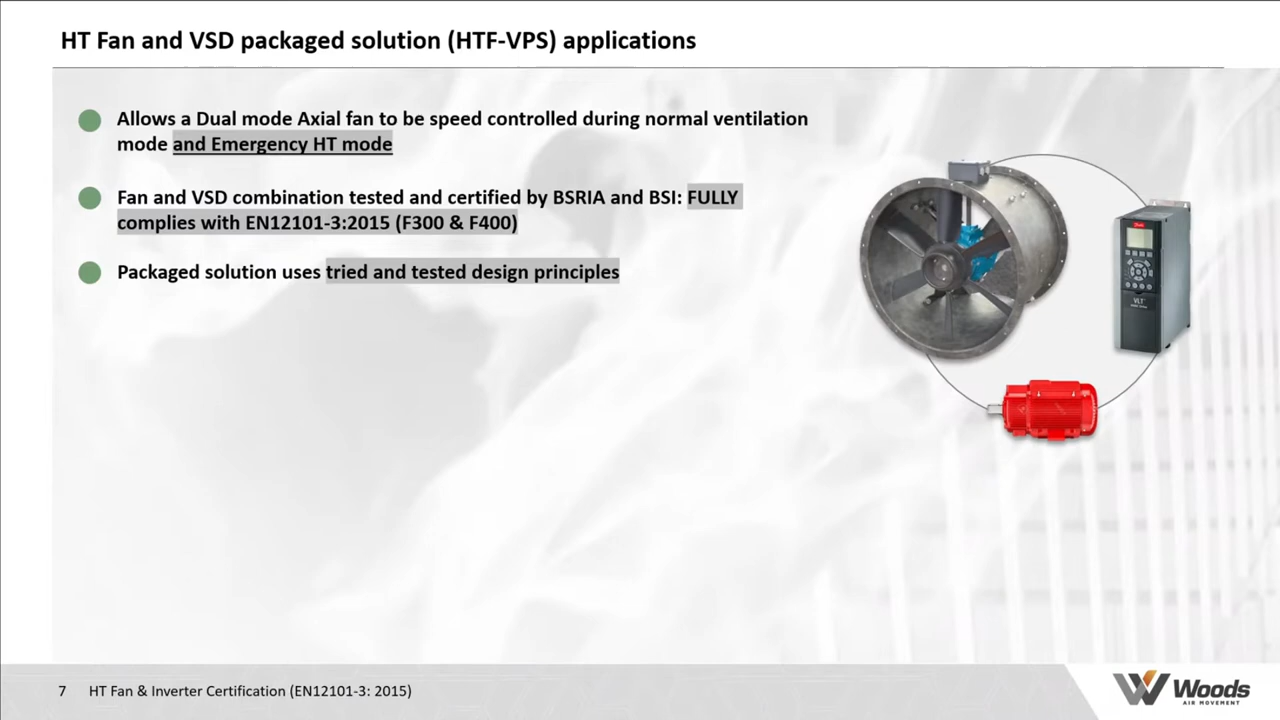 HT Fan and VSD packaged solution (HTF-VPS) applications
Allows a Dual mode Axial fan to be speed controlled during normal ventilation
mode and Emergency HT mode
Fan and VSD combination tested and certified by BSRIA and BSI: FULLY
complies with EN12101-3:2015 (F300 & F400)
Packaged solution uses tried and tested design principles
VLT
7 HT Fan & Inverter Certification (EN12101-3: 2015)
Woods
AIR MOVEMENT